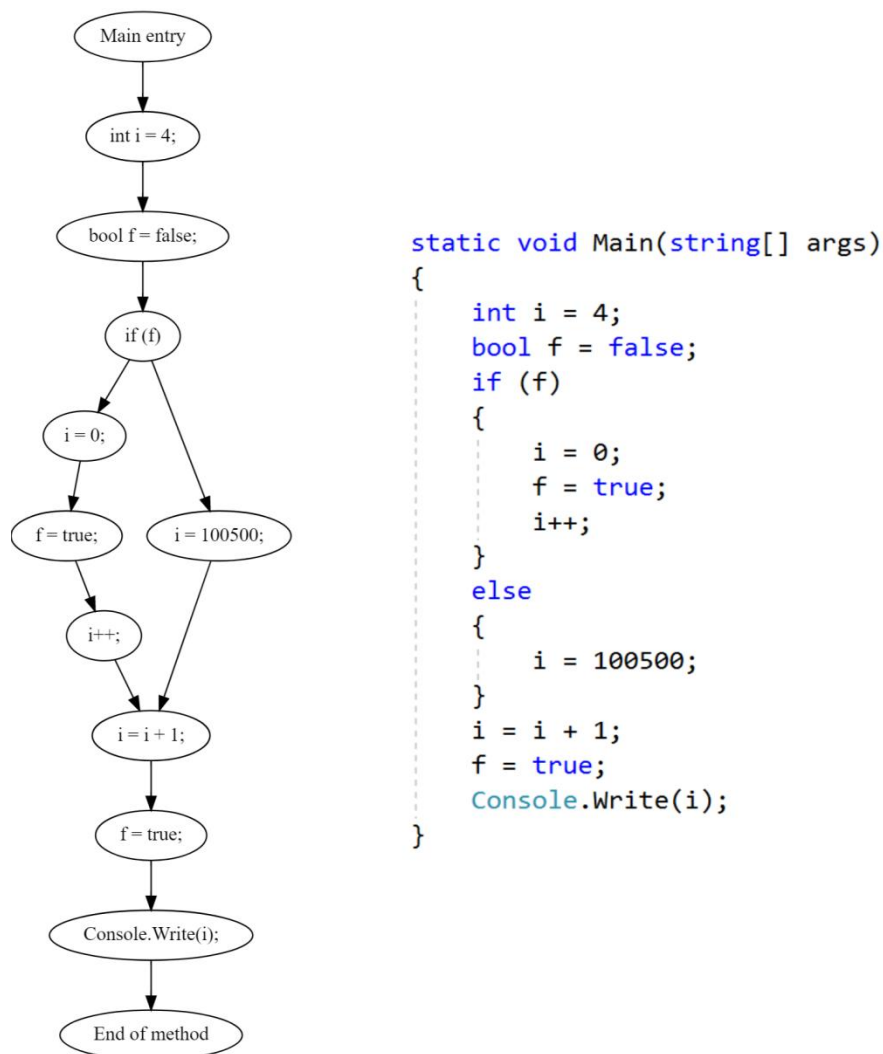 Main entry
int i = 4;
bool f = false;
if (f)
i = 0;
f = true;
i = 100500;
i++;
i = i + 1;
f = true;
Console.Write(i);
End of method
static void Main(string[] args)
{
int i = 4;
bool f = false;
if (f)
{
i = 0;
f = true;
i++;
}
else
{
i = 100500;
}
i = i + 1;
f = true;
Console.Write(i);
}